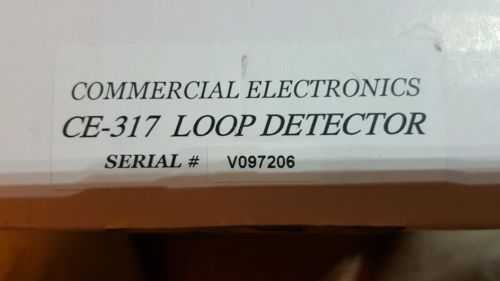 COMMERCIAL ELECTRONICS
CE-317 LOOP DETECTOR
SERIAL # V097206